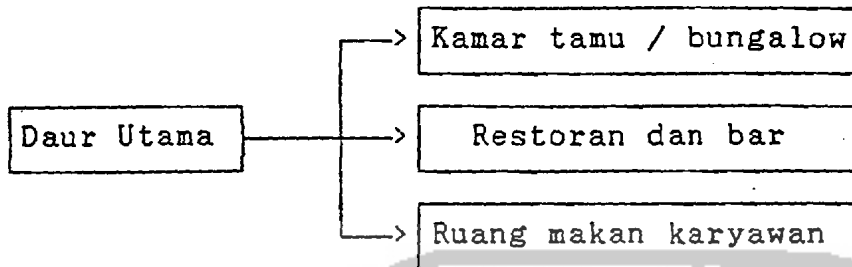 Kamar tamu / bungalow
Daur Utama
Restoran dan bar
Ruang makan karyawan